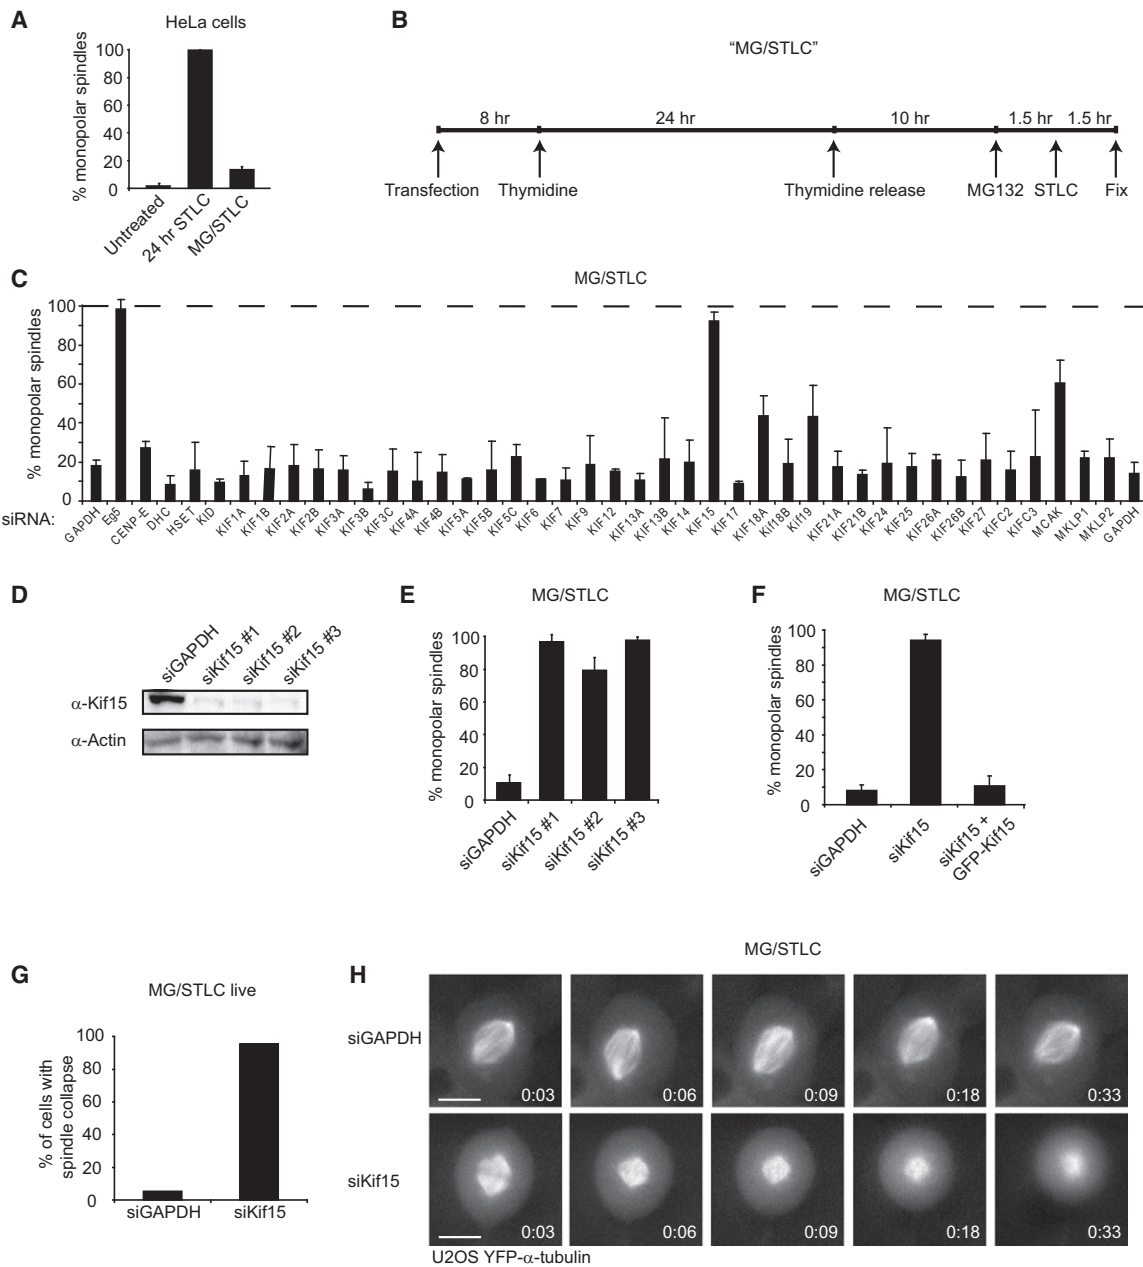 A
HeLa cells
% monopolar spindles
100
80
60
40
20
0
Untreated
24 hr STLC
MG/STLC
B
“MG/STLC”
8 hr
24 hr
10 hr
1.5 hr
1.5 hr
Transfection
Thymidine
Thymidine release
MG132
STLC
Fix
C
MG/STLC
% monopolar spindles
100
80
60
40
20
0
siRNA:
GAPDH
Eg5
CENP-E
DHC
HSET
KID
KIF1A
KIF1B
KIF2A
KIF2B
KIF3A
KIF3B
KIF3C
KIF4A
KIF4B
KIF5A
KIF5B
KIF5C
KIF6
KIF7
KIF9
KIF12
KIF13A
KIF13B
KIF14
KIF15
KIF17
KIF18A
Kif18B
Kif19
KIF21A
KIF21B
KIF24
KIF25
KIF26A
KIF26B
KIF27
KIFC2
KIFC3
MCAK
MKLP1
MKLP2
GAPDH
D
siGAPDH
siKif15 #1
siKif15 #2
siKif15 #3
α-Kif15
α-Actin
E
MG/STLC
% monopolar spindles
100
80
60
40
20
0
siGAPDH
siKif15 #1
siKif15 #2
siKif15 #3
F
MG/STLC
% monopolar spindles
100
80
60
40
20
0
siGAPDH
siKif15
siKif15 +
GFP-Kif15
G
MG/STLC live
% of cells with
spindle collapse
100
80
60
40
20
0
siGAPDH
siKif15
H
MG/STLC
siGAPDH
0:03
0:06
0:09
0:18
0:33
siKif15
0:03
0:06
0:09
0:18
0:33
U2OS YFP-α-tubulin